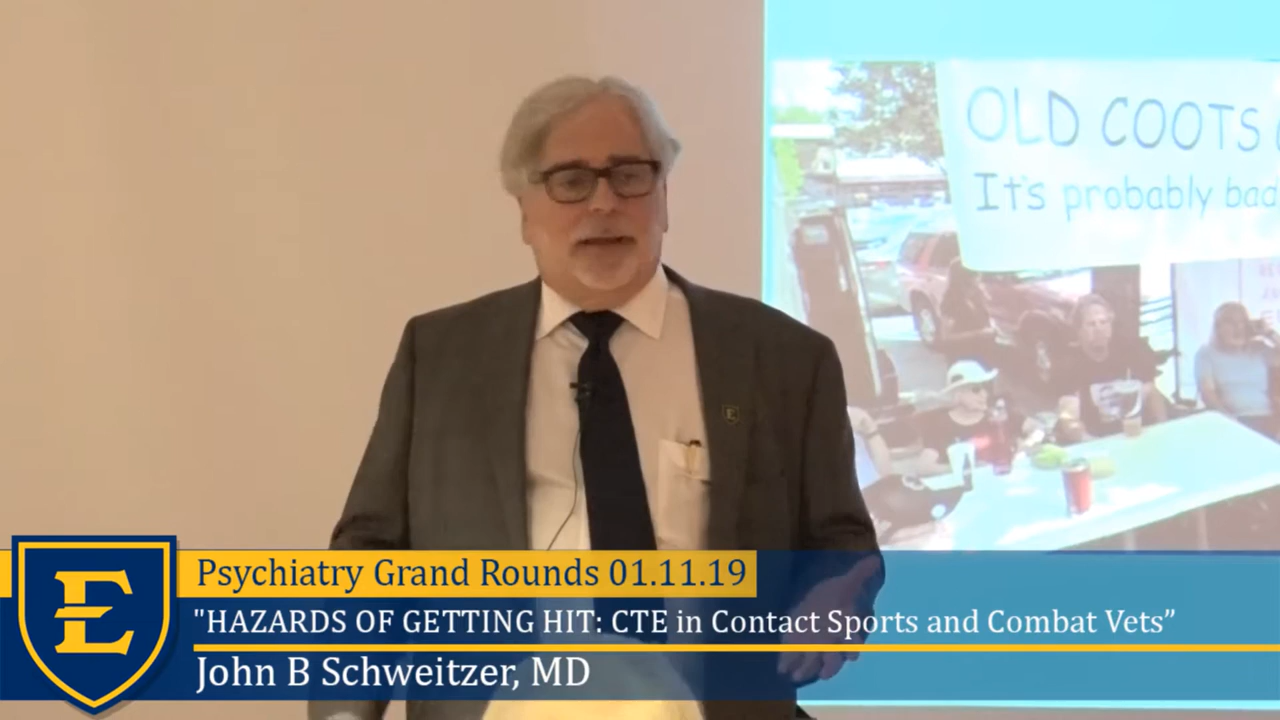 OLD COOTS
It's probably bad
E
Psychiatry Grand Rounds 01.11.19
"HAZARDS OF GETTING HIT: CTE in Contact Sports and Combat Vets”
John B Schweitzer, MD
E